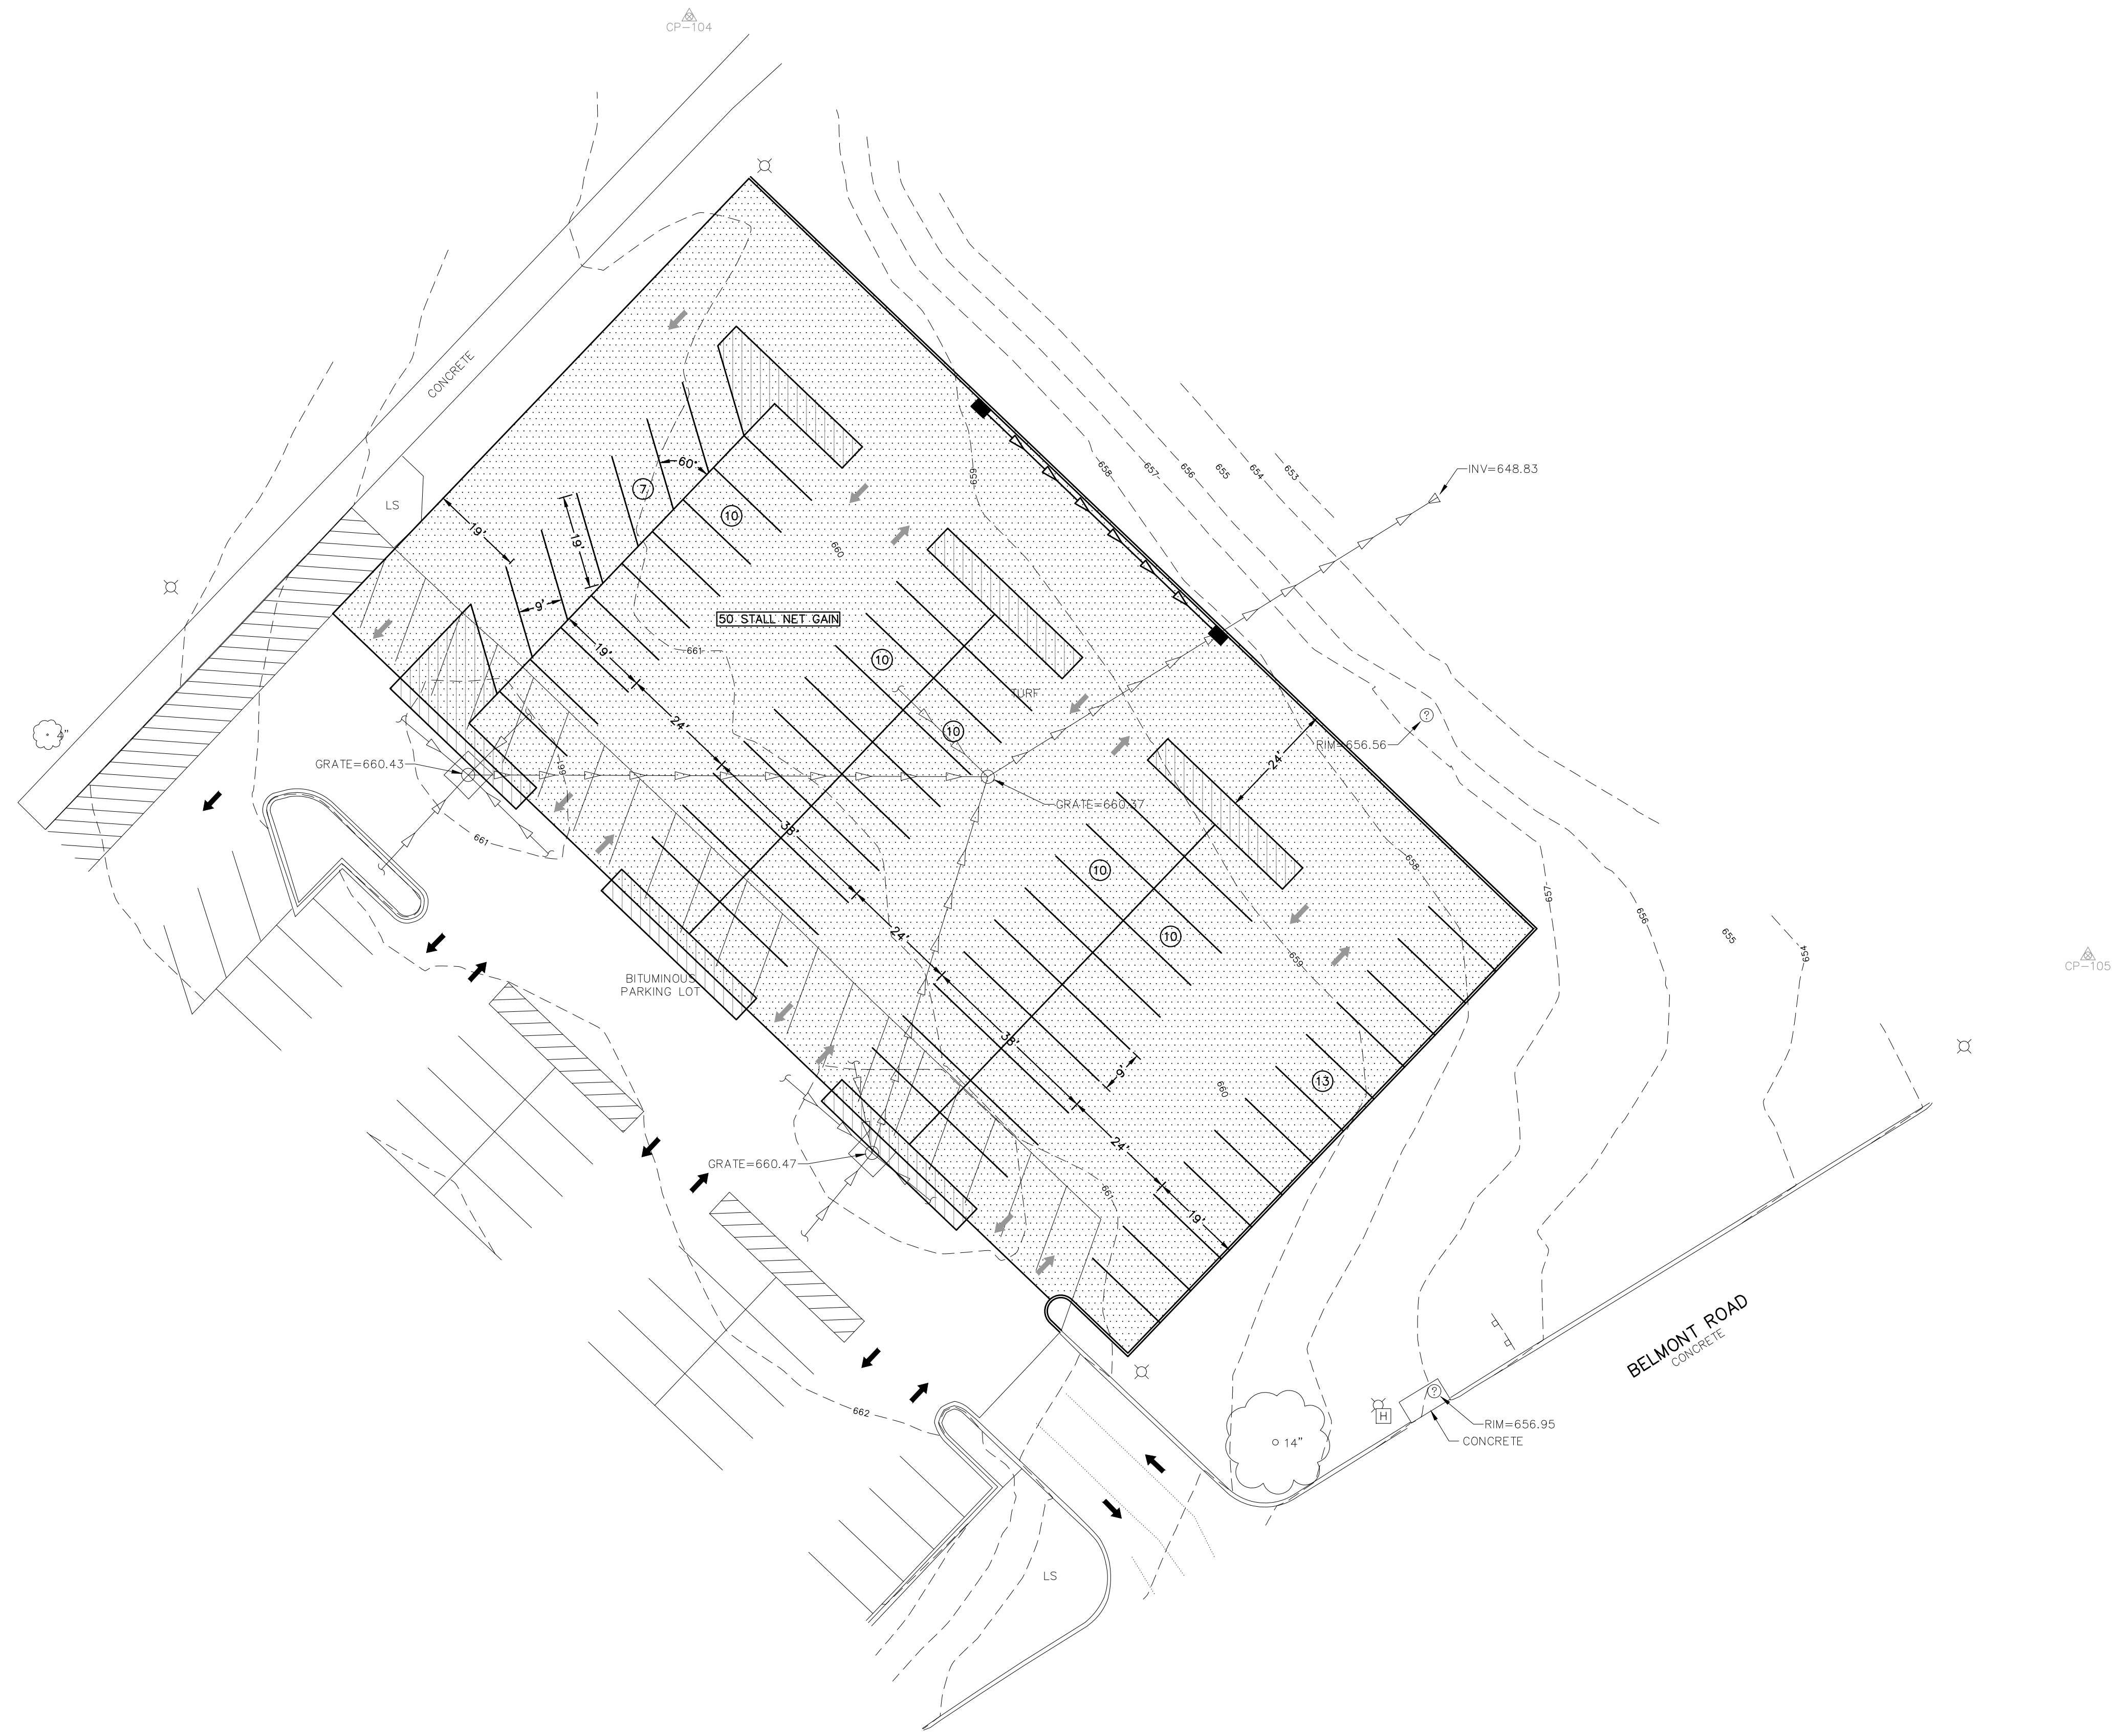 CP-104
CONCRETE
LS
19'
60°
7
10
19'
9'
660
659
658
657
656
655
654
653
INV=648.83
50 STALL NET GAIN
19'
661
10
TURF
24'
10
RIM=656.56
?
24'
4"
GRATE=660.43
661
661
GRATE=660.37
38'
10
658
657
656
655
654
24'
10
659
CP-105
BITUMINOUS
PARKING LOT
38'
9'
13
660
24'
GRATE=660.47
661
19'
BELMONT ROAD
CONCRETE
662
14"
H
?
RIM=656.95
CONCRETE
LS